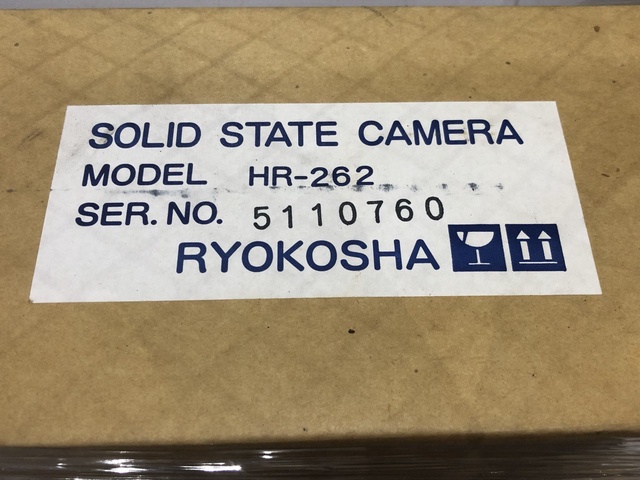 SOLID STATE CAMERA
MODEL HR-262
SER. NO. 5110760
RYOKOSHA